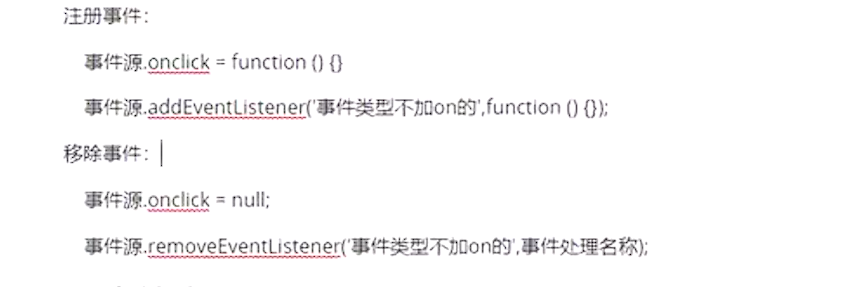 注册事件：
事件源.onclick = function () {}
事件源.addEventListener('事件类型不加on的',function () {});
移除事件：
事件源.onclick = null;
事件源.removeEventListener('事件类型不加on的',事件处理名称);